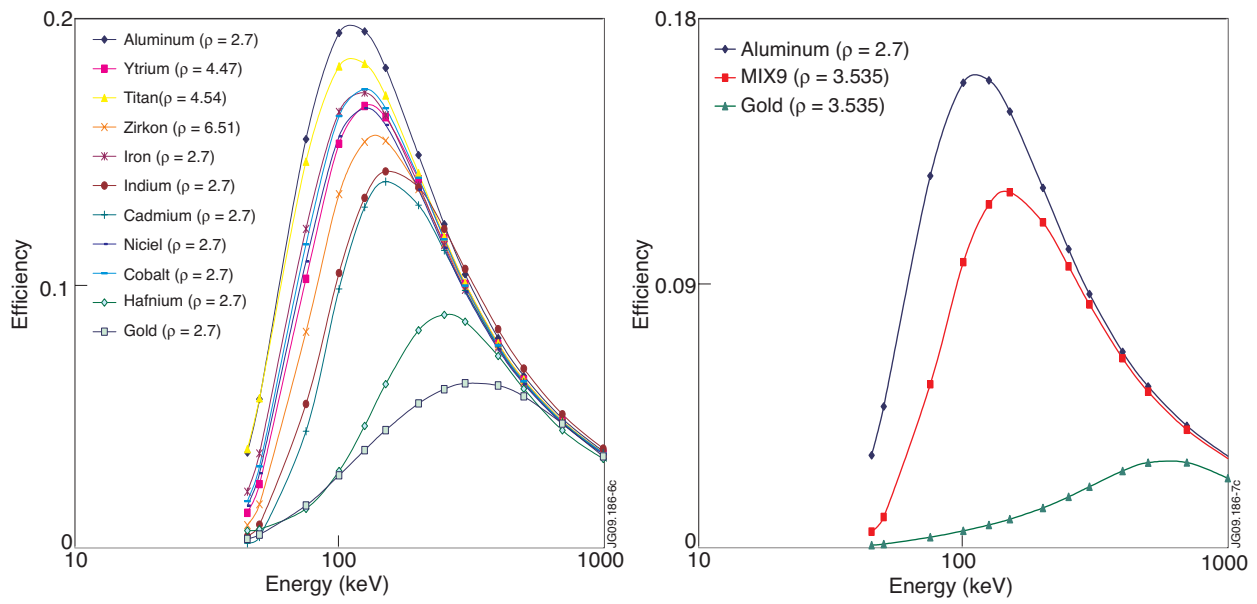 0.2
Aluminum (ρ = 2.7)
Ytrium (ρ = 4.47)
Titan(ρ = 4.54)
Zirkon (ρ = 6.51)
Iron (ρ = 2.7)
Indium (ρ = 2.7)
Cadmium (ρ = 2.7)
Niciel (ρ = 2.7)
Cobalt (ρ = 2.7)
Hafnium (ρ = 2.7)
Gold (ρ = 2.7)
Efficiency
0.1
0
10
100
1000
Energy (keV)
JG09.186-6c
0.18
Aluminum (ρ = 2.7)
MIX9 (ρ = 3.535)
Gold (ρ = 3.535)
Efficiency
0.09
0
10
100
1000
Energy (keV)
JG09.186-7c